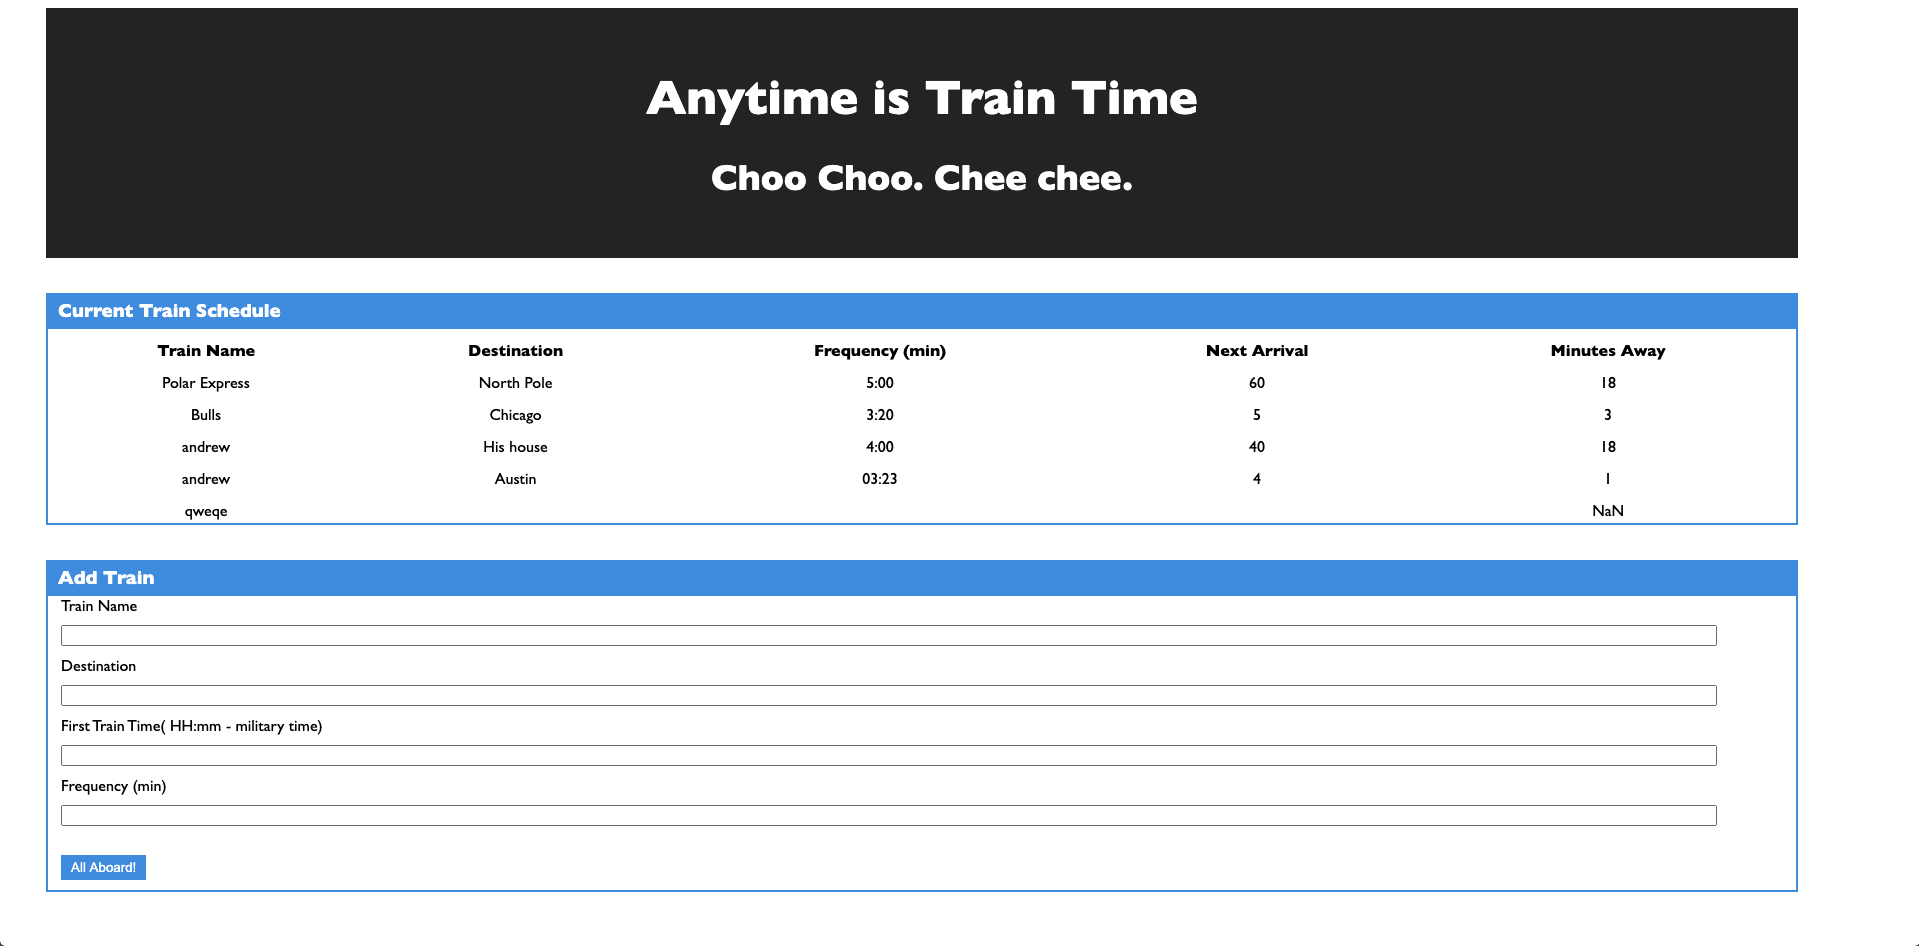 Anytime is Train Time
Choo Choo. Chee chee.
Current Train Schedule
Train Name Destination Frequency (min) Next Arrival Minutes Away
Polar Express North Pole 5:00 60 18
Bulls Chicago 3:20 5 3
andrew His house 4:00 40 18
andrew Austin 03:23 4 1
qweqe NaN
Add Train
Train Name
Destination
First Train Time( HH:mm - military time)
Frequency (min)
All Aboard!